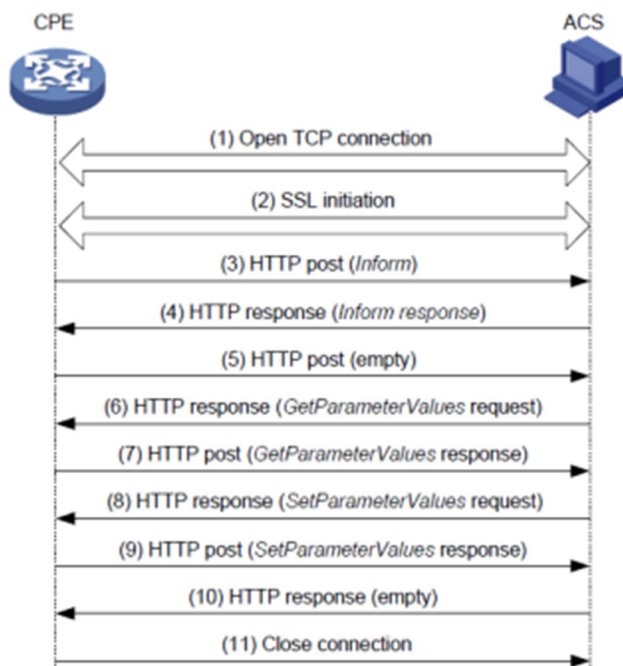 CPE
ACS
(1) Open TCP connection
(2) SSL initiation
(3) HTTP post (Inform)
(4) HTTP response (Inform response)
(5) HTTP post (empty)
(6) HTTP response (GetParameterValues request)
(7) HTTP post (GetParameterValues response)
(8) HTTP response (SetParameterValues request)
(9) HTTP post (SetParameterValues response)
(10) HTTP response (empty)
(11) Close connection